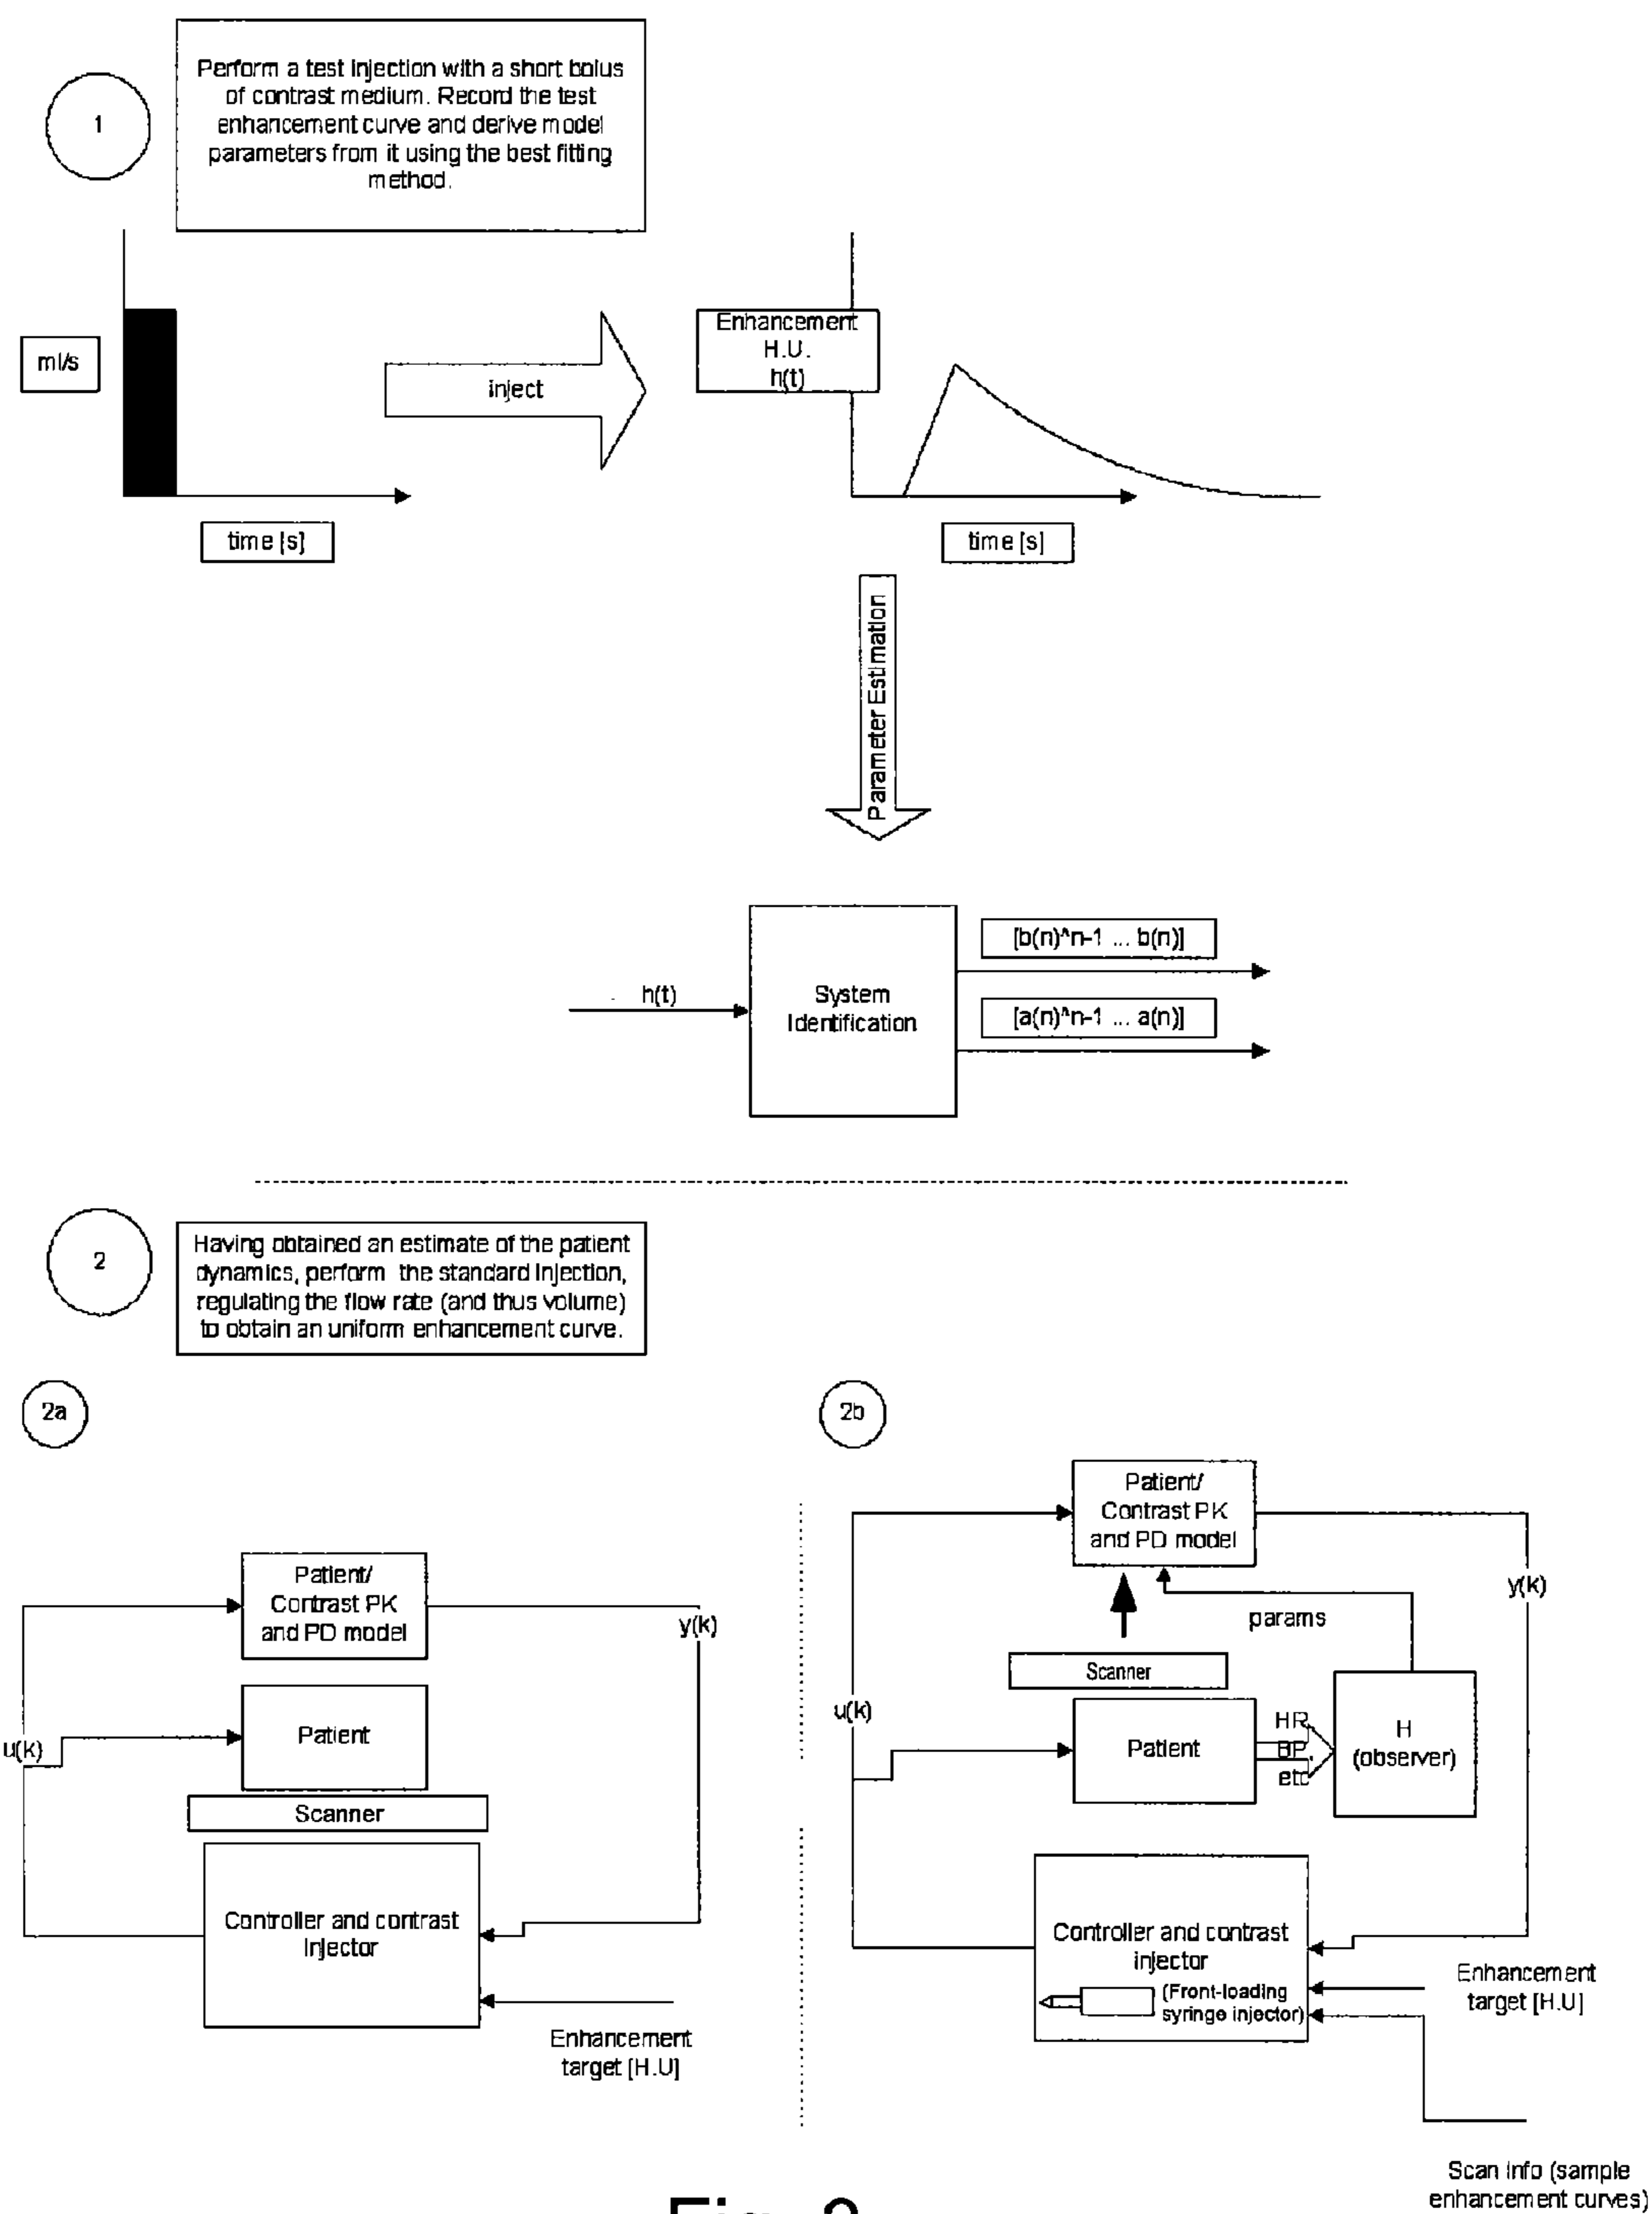 1
Perform a test injection with a short bolus
of contrast medium. Record the test
enhancement curve and derive model
parameters from it using the best fitting
method.
ml/s
inject
Enhancement
H.U.
h(t)
time [s]
time [s]
Parameter Estimation
h(t)
System
Identification
[b(n)^n-1 ... b(n)]
[a(n)^n-1 ... a(n)]
2
Having obtained an estimate of the patient
dynamics, perform the standard injection,
regulating the flow rate (and thus volume)
to obtain an uniform enhancement curve.
2a
Patient/
Contrast PK
and PD model
y(k)
Patient
u(k)
Scanner
Controller and contrast
injector
Enhancement
target [H.U]
2b
Patient/
Contrast PK
and PD model
y(k)
params
Scanner
u(k)
Patient
HR,
BP,
etc
H
(observer)
Controller and contrast
injector
(Front-loading
syringe injector)
Enhancement
target [H.U]
Scan info (sample
enhancement curves)